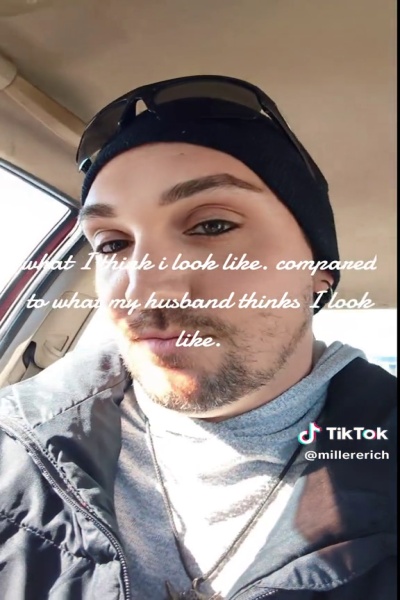 what I think i look like. compared
to what my husband thinks I look
like.
TikTok
@millererich